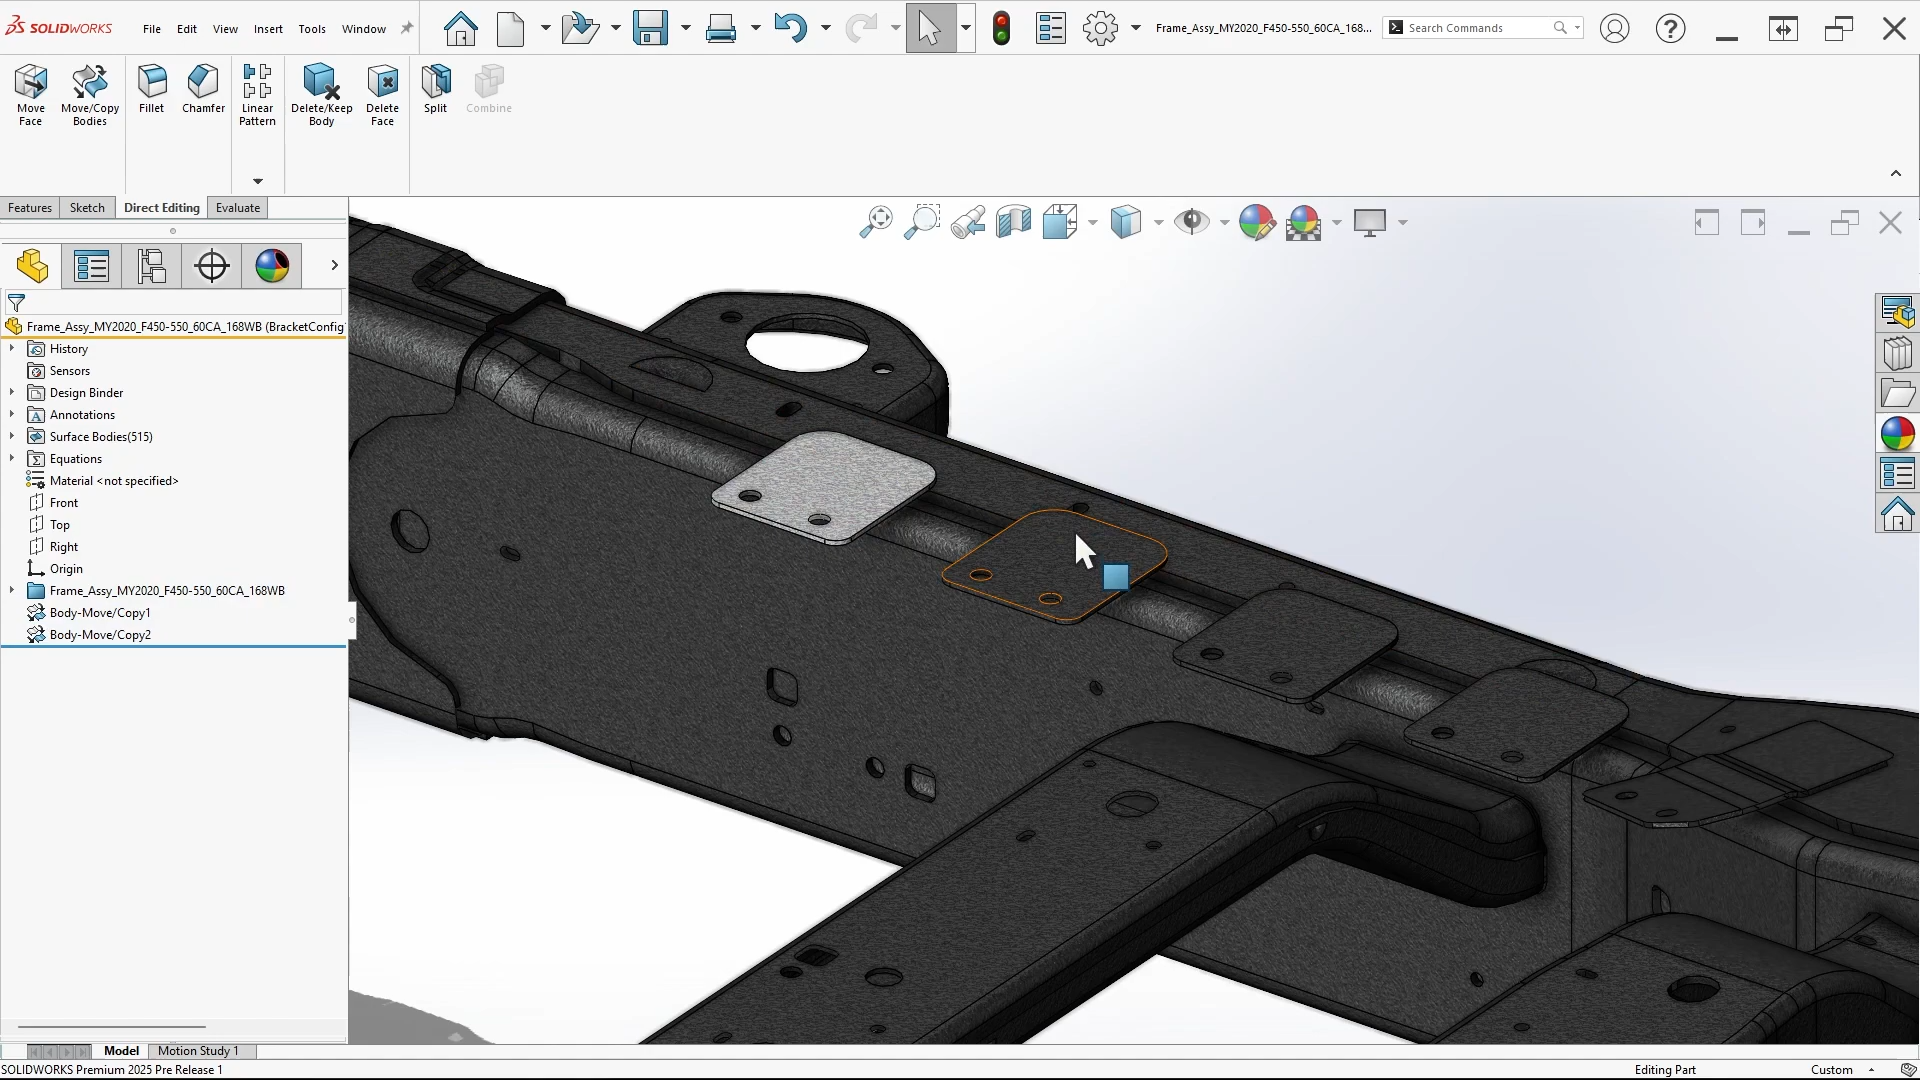 SOLIDWORKS
File Edit View Insert Tools Window
Frame_Assy_MY2020_F450-550_60CA_168...
Search Commands
Move Face
Move/Copy Bodies
Fillet
Chamfer
Linear Pattern
Delete/Keep Body
Delete Face
Split
Combine
Features Sketch Direct Editing Evaluate
Frame_Assy_MY2020_F450-550_60CA_168WB (BracketConfig
History
Sensors
Design Binder
Annotations
Surface Bodies(515)
Equations
Material <not specified>
Front
Top
Right
Origin
Frame_Assy_MY2020_F450-550_60CA_168WB
Body-Move/Copy1
Body-Move/Copy2
Model Motion Study 1
SOLIDWORKS Premium 2025 Pre Release 1
Editing Part
Custom